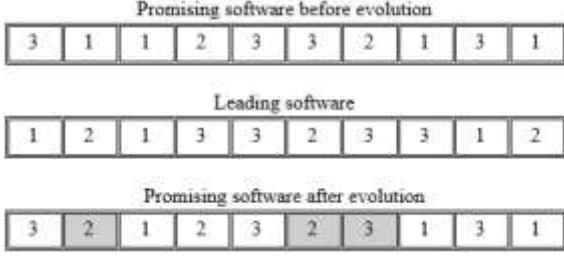 Promising software before evolution
3 1 1 2 3 3 2 1 3 1
Leading software
1 2 1 3 3 2 3 3 1 2
Promising software after evolution
3 2 1 2 3 2 3 1 3 1